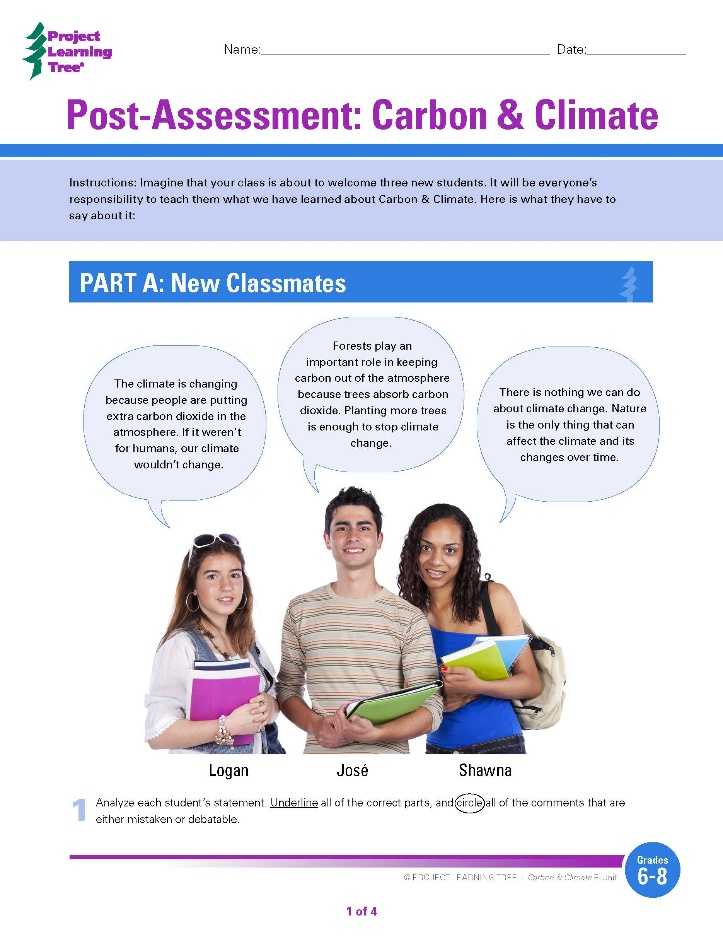 Project
Learning
Tree®
Name: Date:
Post-Assessment: Carbon & Climate
Instructions: Imagine that your class is about to welcome three new students. It will be everyone's
responsibility to teach them what we have learned about Carbon & Climate. Here is what they have to
say about it:
PART A: New Classmates
The climate is changing
because people are putting
extra carbon dioxide in the
atmosphere. If it weren't
for humans, our climate
wouldn't change.
Forests play an
important role in keeping
carbon out of the atmosphere
because trees absorb carbon
dioxide. Planting more trees
is enough to stop climate
change.
There is nothing we can do
about climate change. Nature
is the only thing that can
affect the climate and its
changes over time.
Logan José Shawna
1 Analyze each student's statement. Underline all of the correct parts, and circle all of the comments that are
either mistaken or debatable.
Grades
6-8
© PROJECT LEARNING TREE | Carbon & Climate E-unit
1 of 4